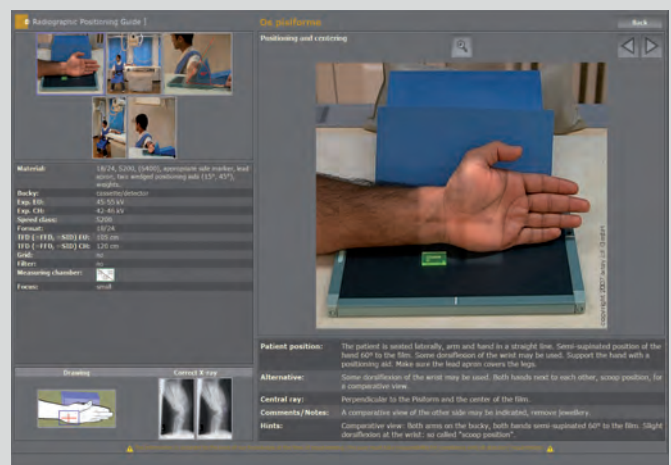 Radiographic Positioning Guide
Os pisiforme
Back
Positioning and centering
Material:
18/24, S200, (S400), appropriate side marker, lead
apron, two wedged positioning aids (15°, 45°),
weights.
Bucky:
cassette/detector
Exp. EU:
45-55 kV
Exp. CH:
42-46 kV
Speed class:
S200
Format:
18/24
TFD (~FFD, ~SID) EU:
105 cm
TFD (~FFD, ~SID) CH:
120 cm
Grid:
no
Filter:
no
Measuring chamber:
Focus:
small
Drawing
Correct X-ray
Patient position:
The patient is seated laterally, arm and hand in a straight line. Semi-supinated position of the
hand 60° to the film. Some dorsiflexion of the wrist may be used. Support the hand with a
positioning aid. Make sure the lead apron covers the legs.
Alternative:
Some dorsiflexion of the wrist may be used. Both hands next to each other, scoop position, for
a comparative view.
Central ray:
Perpendicular to the Pisiform and the center of the film.
Comments/Notes:
A comparative view of the other side may be indicated, remove jewellery.
Hints:
Comparative view: Both arms on the bucky, both hands semi-supinated 60° to the film. Slight
dorsiflexion at the wrist: so called "scoop position".